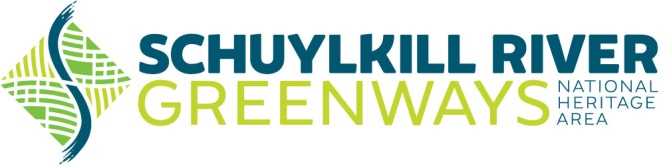 SCHUYLKILL RIVER
GREENWAYS
NATIONAL
HERITAGE
AREA